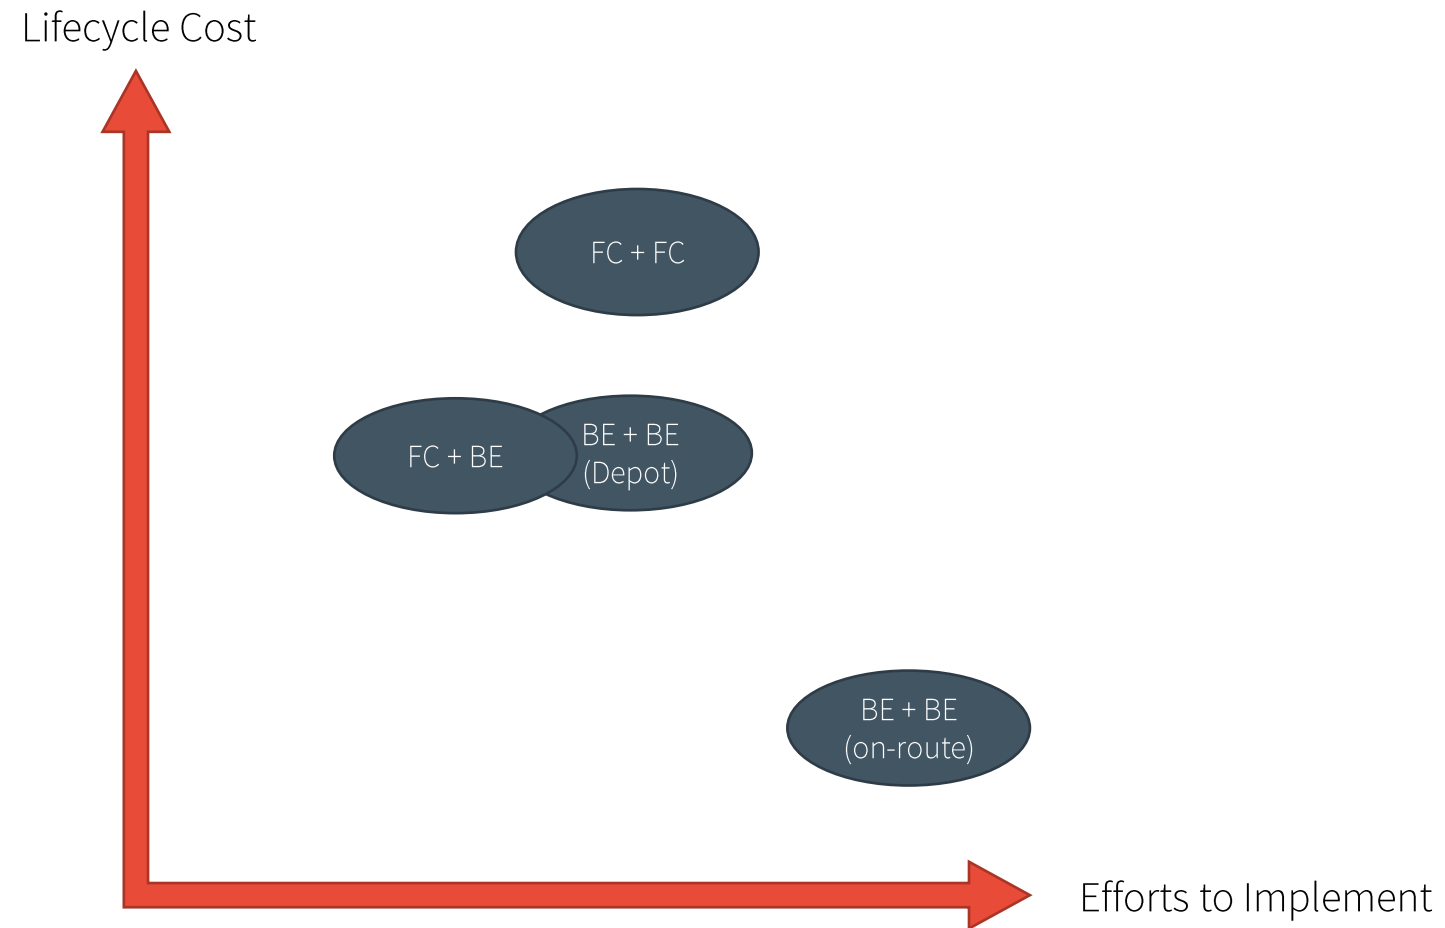 Lifecycle Cost
FC + FC
FC + BE
BE + BE
(Depot)
BE + BE
(on-route)
Efforts to Implement